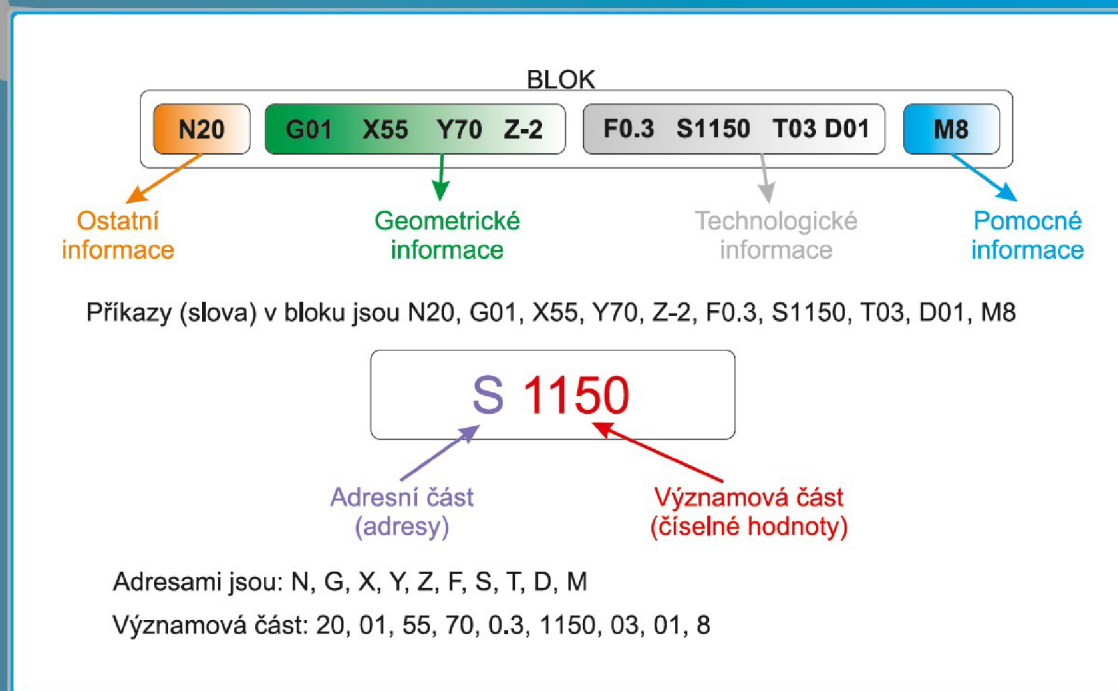 BLOK
N20 G01 X55 Y70 Z-2 F0.3 S1150 T03 D01 M8
Ostatní
informace
Geometrické
informace
Technologické
informace
Pomocné
informace
Příkazy (slova) v bloku jsou N20, G01, X55, Y70, Z-2, F0.3, S1150, T03, D01, M8
S 1150
Adresní část
(adresy)
Významová část
(číselné hodnoty)
Adresami jsou: N, G, X, Y, Z, F, S, T, D, M
Významová část: 20, 01, 55, 70, 0.3, 1150, 03, 01, 8